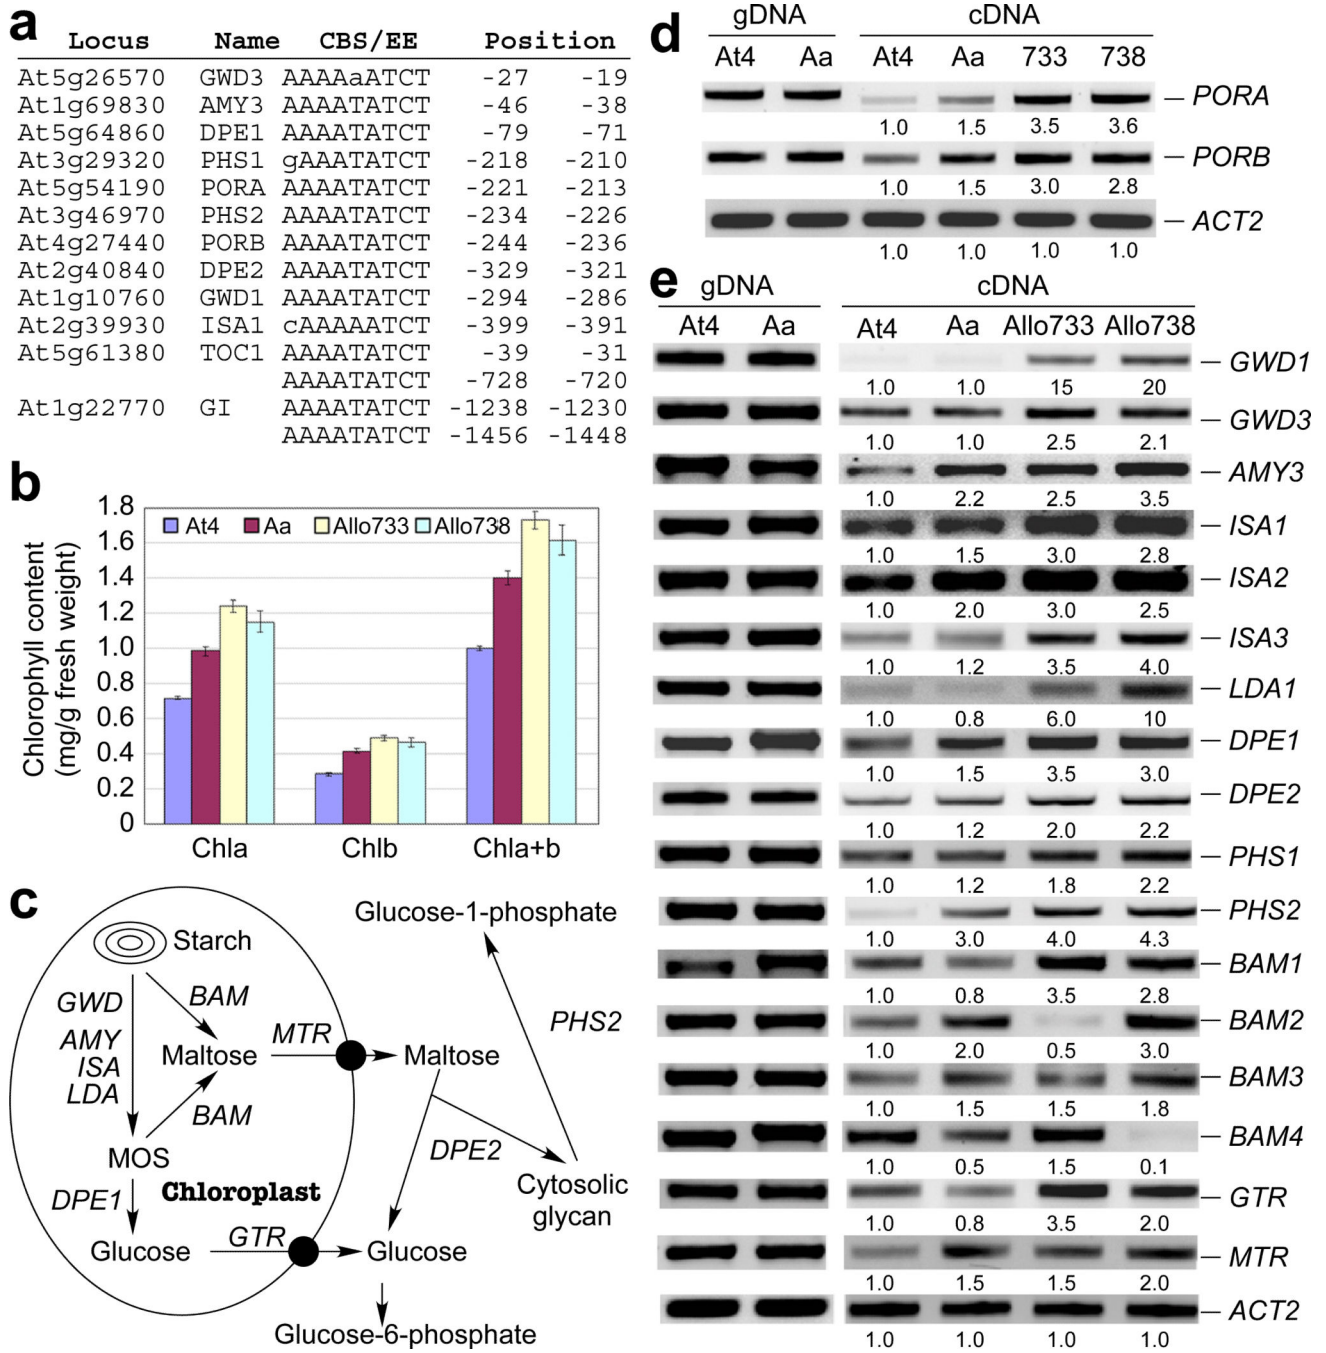 a
Locus Name CBS/EE Position
At5g26570 GWD3 AAAAaATCT -27 -19
At1g69830 AMY3 AAAATATCT -46 -38
At5g64860 DPE1 AAAATATCT -79 -71
At3g29320 PHS1 gAAATATCT -218 -210
At5g54190 PORA AAAATATCT -221 -213
At3g46970 PHS2 AAAATATCT -234 -226
At4g27440 PORB AAAATATCT -244 -236
At2g40840 DPE2 AAAATATCT -329 -321
At1g10760 GWD1 AAAATATCT -294 -286
At2g39930 ISA1 cAAAAATCT -399 -391
At5g61380 TOC1 AAAATATCT -39 -31
AAAATATCT -728 -720
At1g22770 GI AAAATATCT -1238 -1230
AAAATATCT -1456 -1448
b
Chlorophyll content
(mg/g fresh weight)
1.8
1.6
1.4
1.2
1.0
0.8
0.6
0.4
0.2
0
At4 Aa Allo733 Allo738
Chla Chlb Chla+b
c
Glucose-1-phosphate
Starch
GWD BAM
AMY
ISA
LDA
Maltose MTR Maltose
PHS2
BAM
MOS
DPE2
DPE1 Chloroplast
Cytosolic
glycan
Glucose GTR Glucose
Glucose-6-phosphate
d
gDNA cDNA
At4 Aa At4 Aa 733 738
PORA
1.0 1.5 3.5 3.6
PORB
1.0 1.5 3.0 2.8
ACT2
1.0 1.0 1.0 1.0
e
gDNA cDNA
At4 Aa At4 Aa Allo733 Allo738
GWD1
1.0 1.0 15 20
GWD3
1.0 1.0 2.5 2.1
AMY3
1.0 2.2 2.5 3.5
ISA1
1.0 1.5 3.0 2.8
ISA2
1.0 2.0 3.0 2.5
ISA3
1.0 1.2 3.5 4.0
LDA1
1.0 0.8 6.0 10
DPE1
1.0 1.5 3.5 3.0
DPE2
1.0 1.2 2.0 2.2
PHS1
1.0 1.2 1.8 2.2
PHS2
1.0 3.0 4.0 4.3
BAM1
1.0 0.8 3.5 2.8
BAM2
1.0 2.0 0.5 3.0
BAM3
1.0 1.5 1.5 1.8
BAM4
1.0 0.5 1.5 0.1
GTR
1.0 0.8 3.5 2.0
MTR
1.0 1.5 1.5 2.0
ACT2
1.0 1.0 1.0 1.0